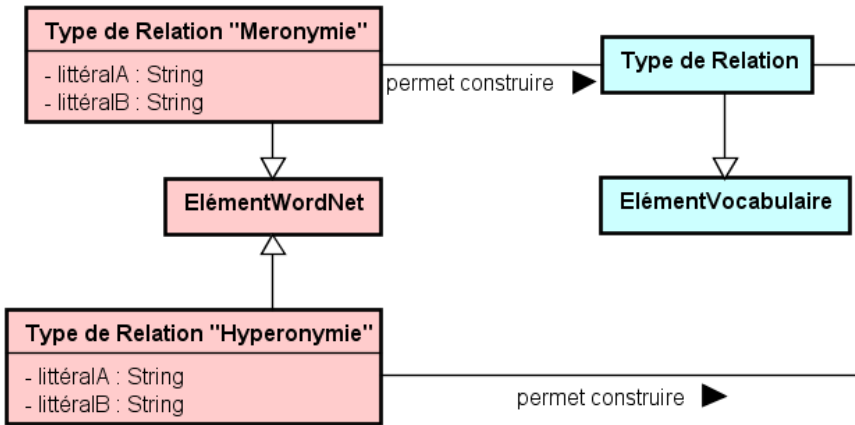 Type de Relation "Meronymie"
- littéralA : String
- littéralB : String
permet construire
Type de Relation
ElémentWordNet
ElémentVocabulaire
Type de Relation "Hyperonymie"
- littéralA : String
- littéralB : String
permet construire